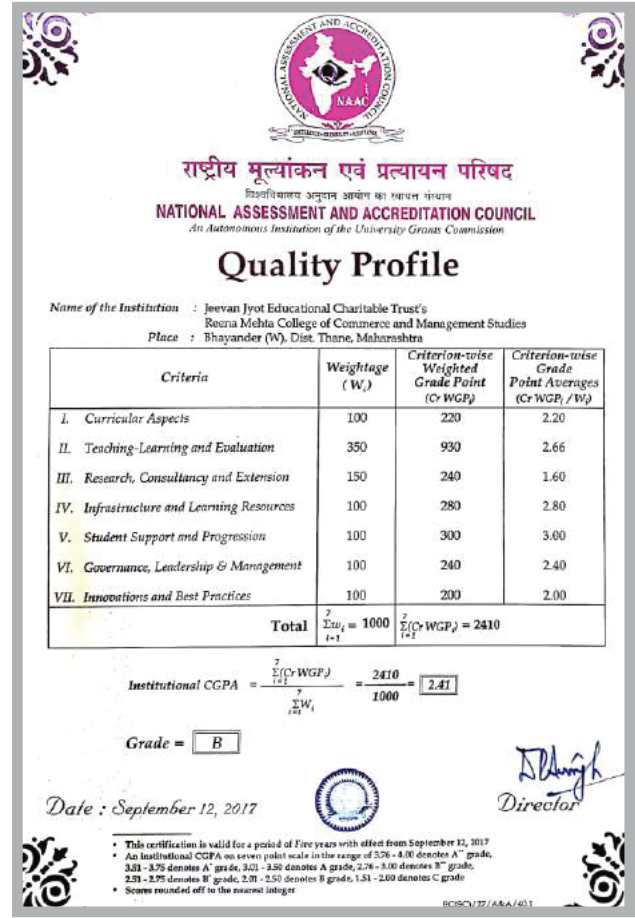 NATIONAL ASSESSMENT AND ACCREDITATION COUNCIL
NAAC
राष्ट्रीय मूल्यांकन एवं प्रत्यायन परिषद
विश्वविद्यालय अनुदान आयोग का स्वायत्त संस्थान
NATIONAL ASSESSMENT AND ACCREDITATION COUNCIL
An Autonomous Institution of the University Grants Commission
Quality Profile
Name of the Institution : Jeevan Jyot Educational Charitable Trust's
Reena Mehta College of Commerce and Management Studies
Place : Bhayander (W), Dist. Thane, Maharashtra
Criteria Weightage (Wi) Criterion-wise Weighted Grade Point (Cr WGPi) Criterion-wise Grade Point Averages (Cr WGPi / Wi)
I. Curricular Aspects 100 220 2.20
II. Teaching-Learning and Evaluation 350 930 2.66
III. Research, Consultancy and Extension 150 240 1.60
IV. Infrastructure and Learning Resources 100 280 2.80
V. Student Support and Progression 100 300 3.00
VI. Governance, Leadership & Management 100 240 2.40
VII. Innovations and Best Practices 100 200 2.00
Total 7 Σwi i=1 = 1000 7 Σ(Cr WGPi) i=1 = 2410
Institutional CGPA = 7 Σ(Cr WGPi) i=1 / 7 ΣWi i=1 = 2410 / 1000 = 2.41
Grade = B
Date : September 12, 2017
Director
• This certification is valid for a period of Five years with effect from September 12, 2017
• An institutional CGPA on seven point scale in the range of 3.76 - 4.00 denotes A++ grade,
3.51 - 3.75 denotes A+ grade, 3.01 - 3.50 denotes A grade, 2.76 - 3.00 denotes B++ grade,
2.51 - 2.75 denotes B+ grade, 2.01 - 2.50 denotes B grade, 1.51 - 2.00 denotes C grade
• Scores rounded off to the nearest integer